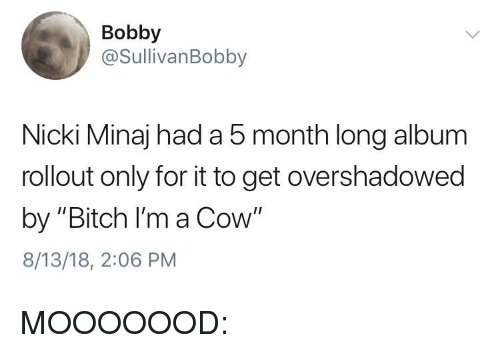 Bobby
@SullivanBobby
Nicki Minaj had a 5 month long album
rollout only for it to get overshadowed
by "Bitch I'm a Cow"
8/13/18, 2:06 PM
MOOOOOOD: